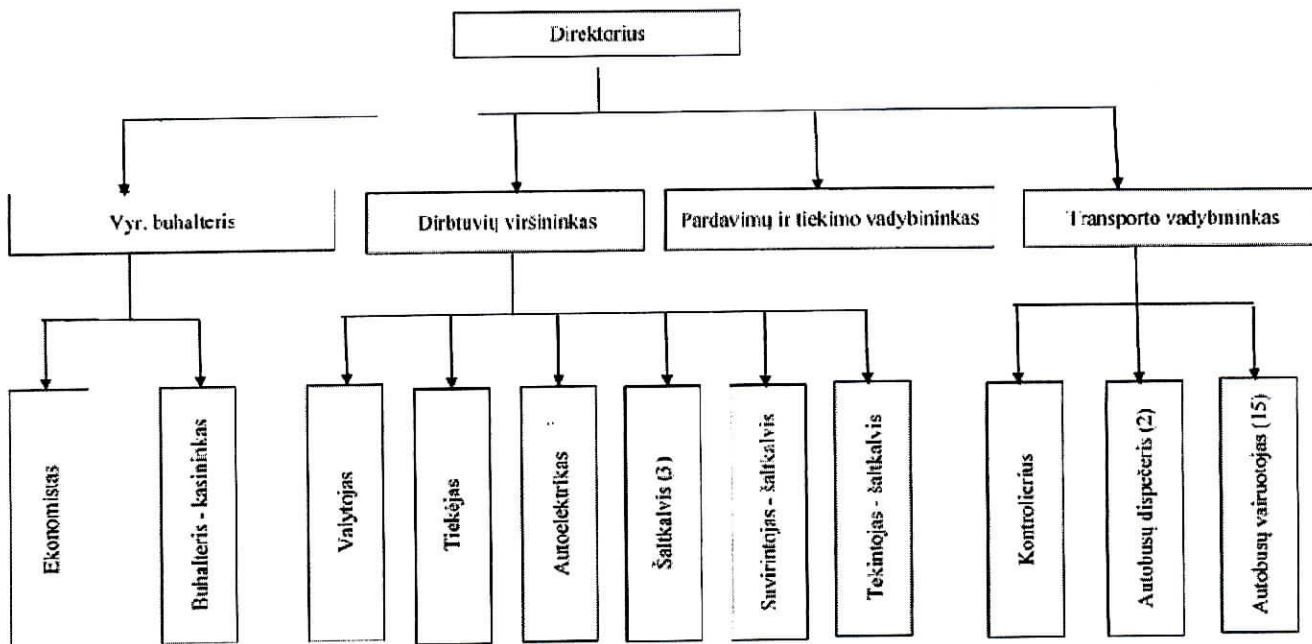 Direktorius
Vyr. buhalteris
Dirbtuvių viršininkas
Pardavimų ir tiekimo vadybininkas
Transporto vadybininkas
Ekonomistas
Buhalteris - kasininkas
Valytojas
Tiekėjas
Autoelektrikas
Šaltkalvis (3)
Suvirintojas - šaltkalvis
Tekintojas - šaltkalvis
Kontrolierius
Autobusų dispečeris (2)
Autobusų vairuotojas (15)